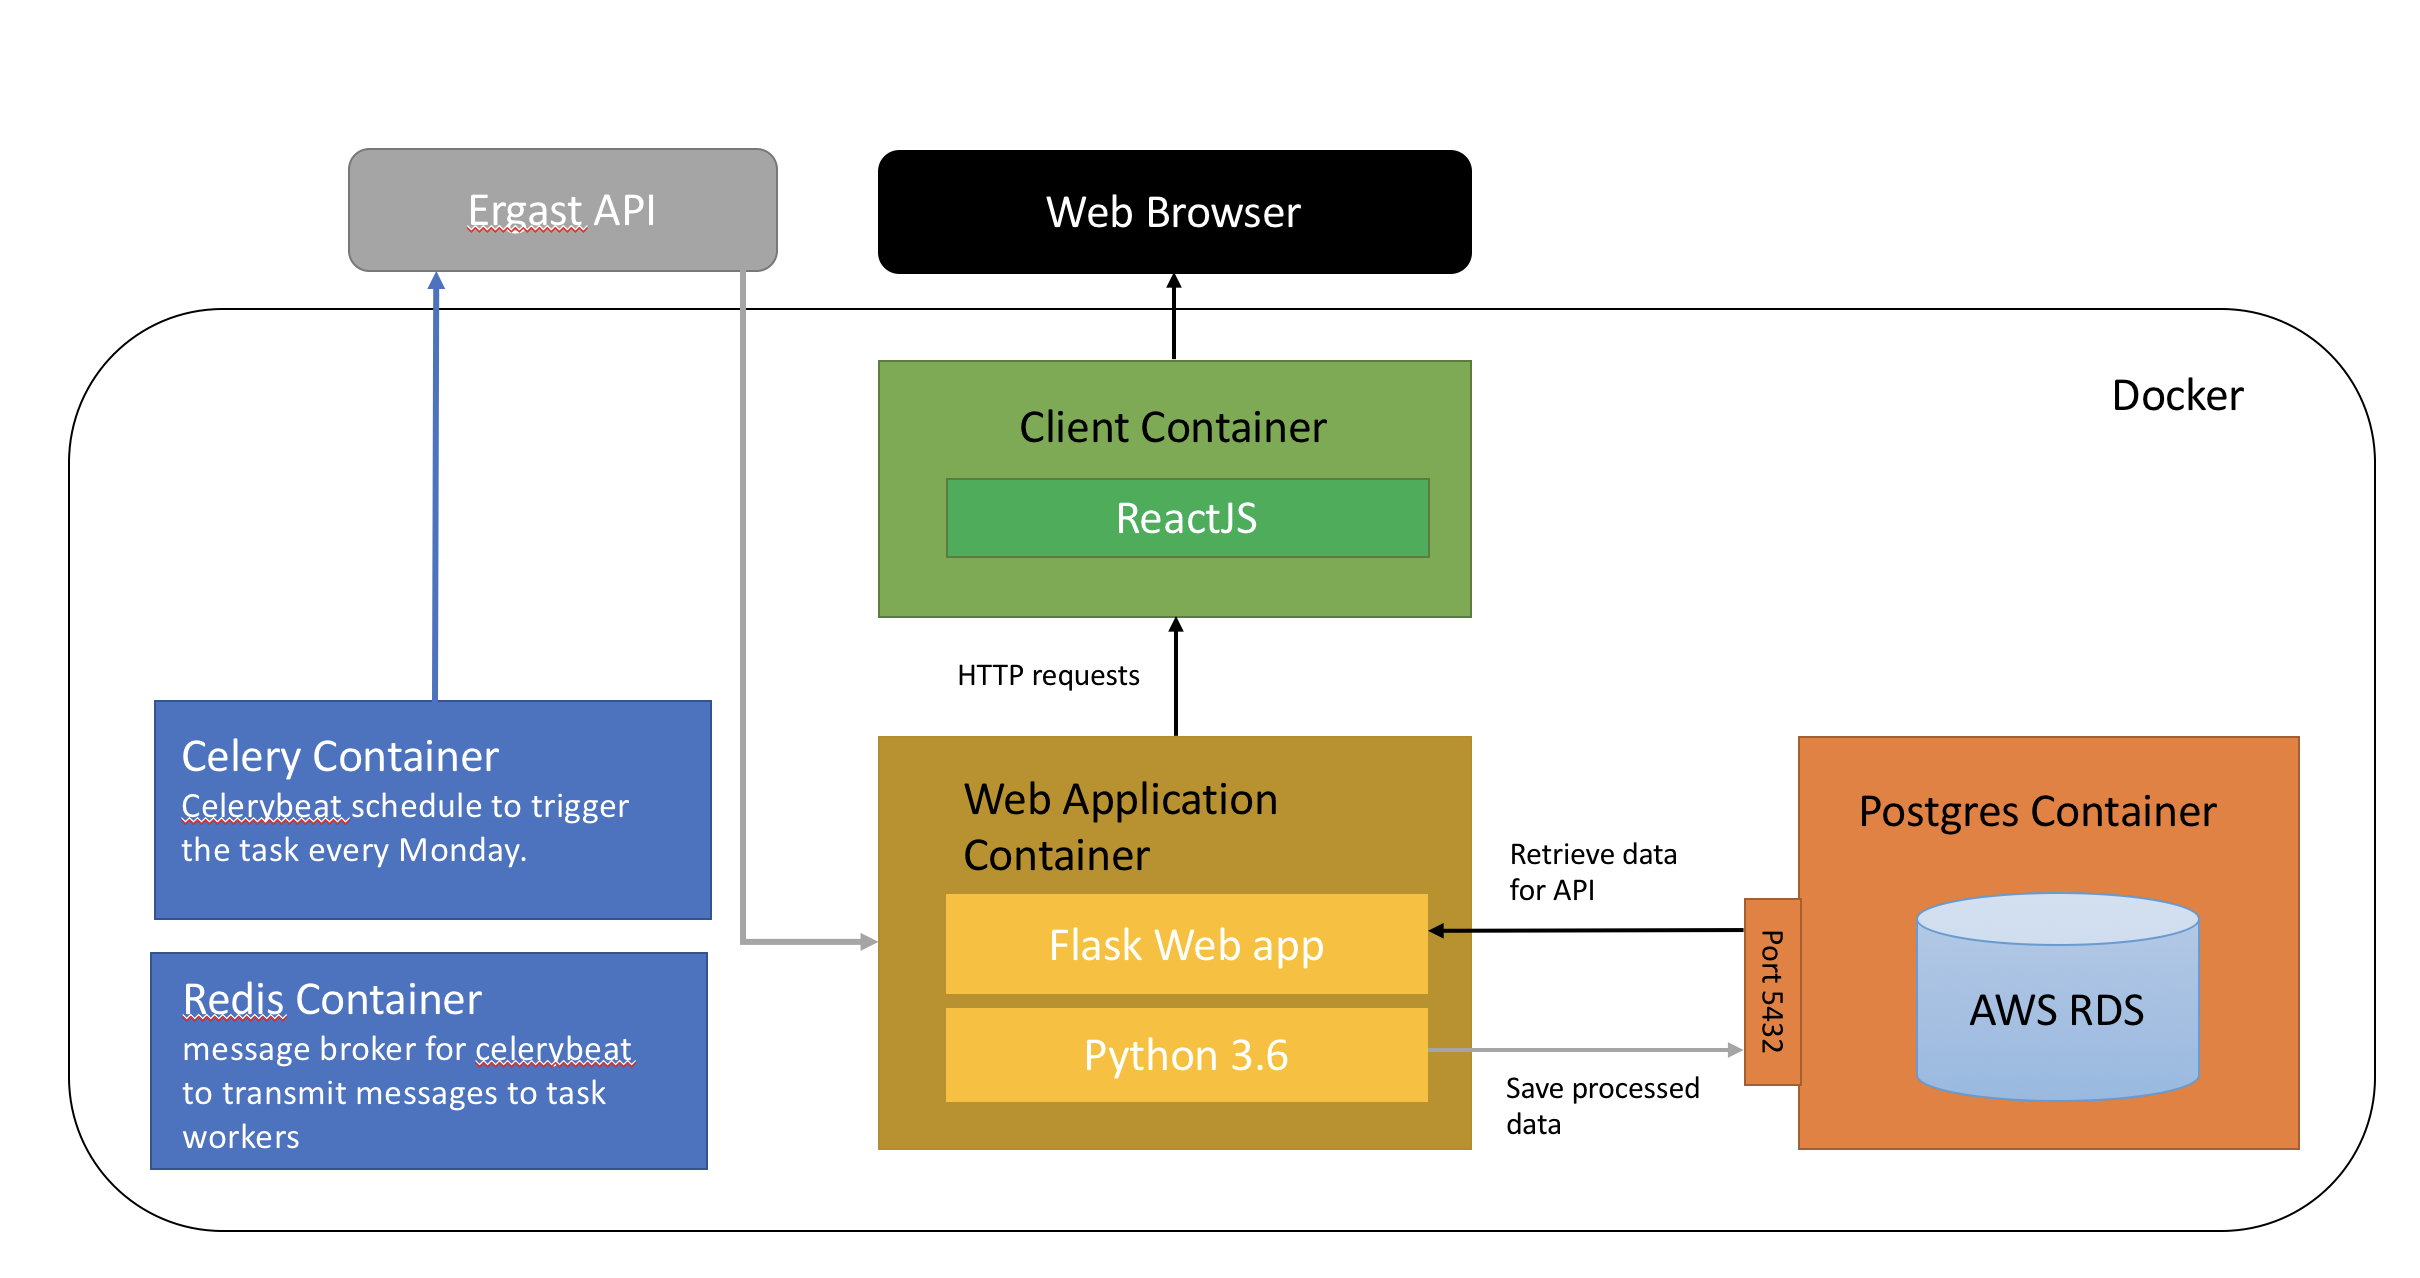 Ergast API
Web Browser
Docker
Client Container
ReactJS
HTTP requests
Celery Container
Celerybeat schedule to trigger
the task every Monday.
Redis Container
message broker for celerybeat
to transmit messages to task
workers
Web Application
Container
Flask Web app
Python 3.6
Retrieve data
for API
Save processed
data
Port 5432
Postgres Container
AWS RDS